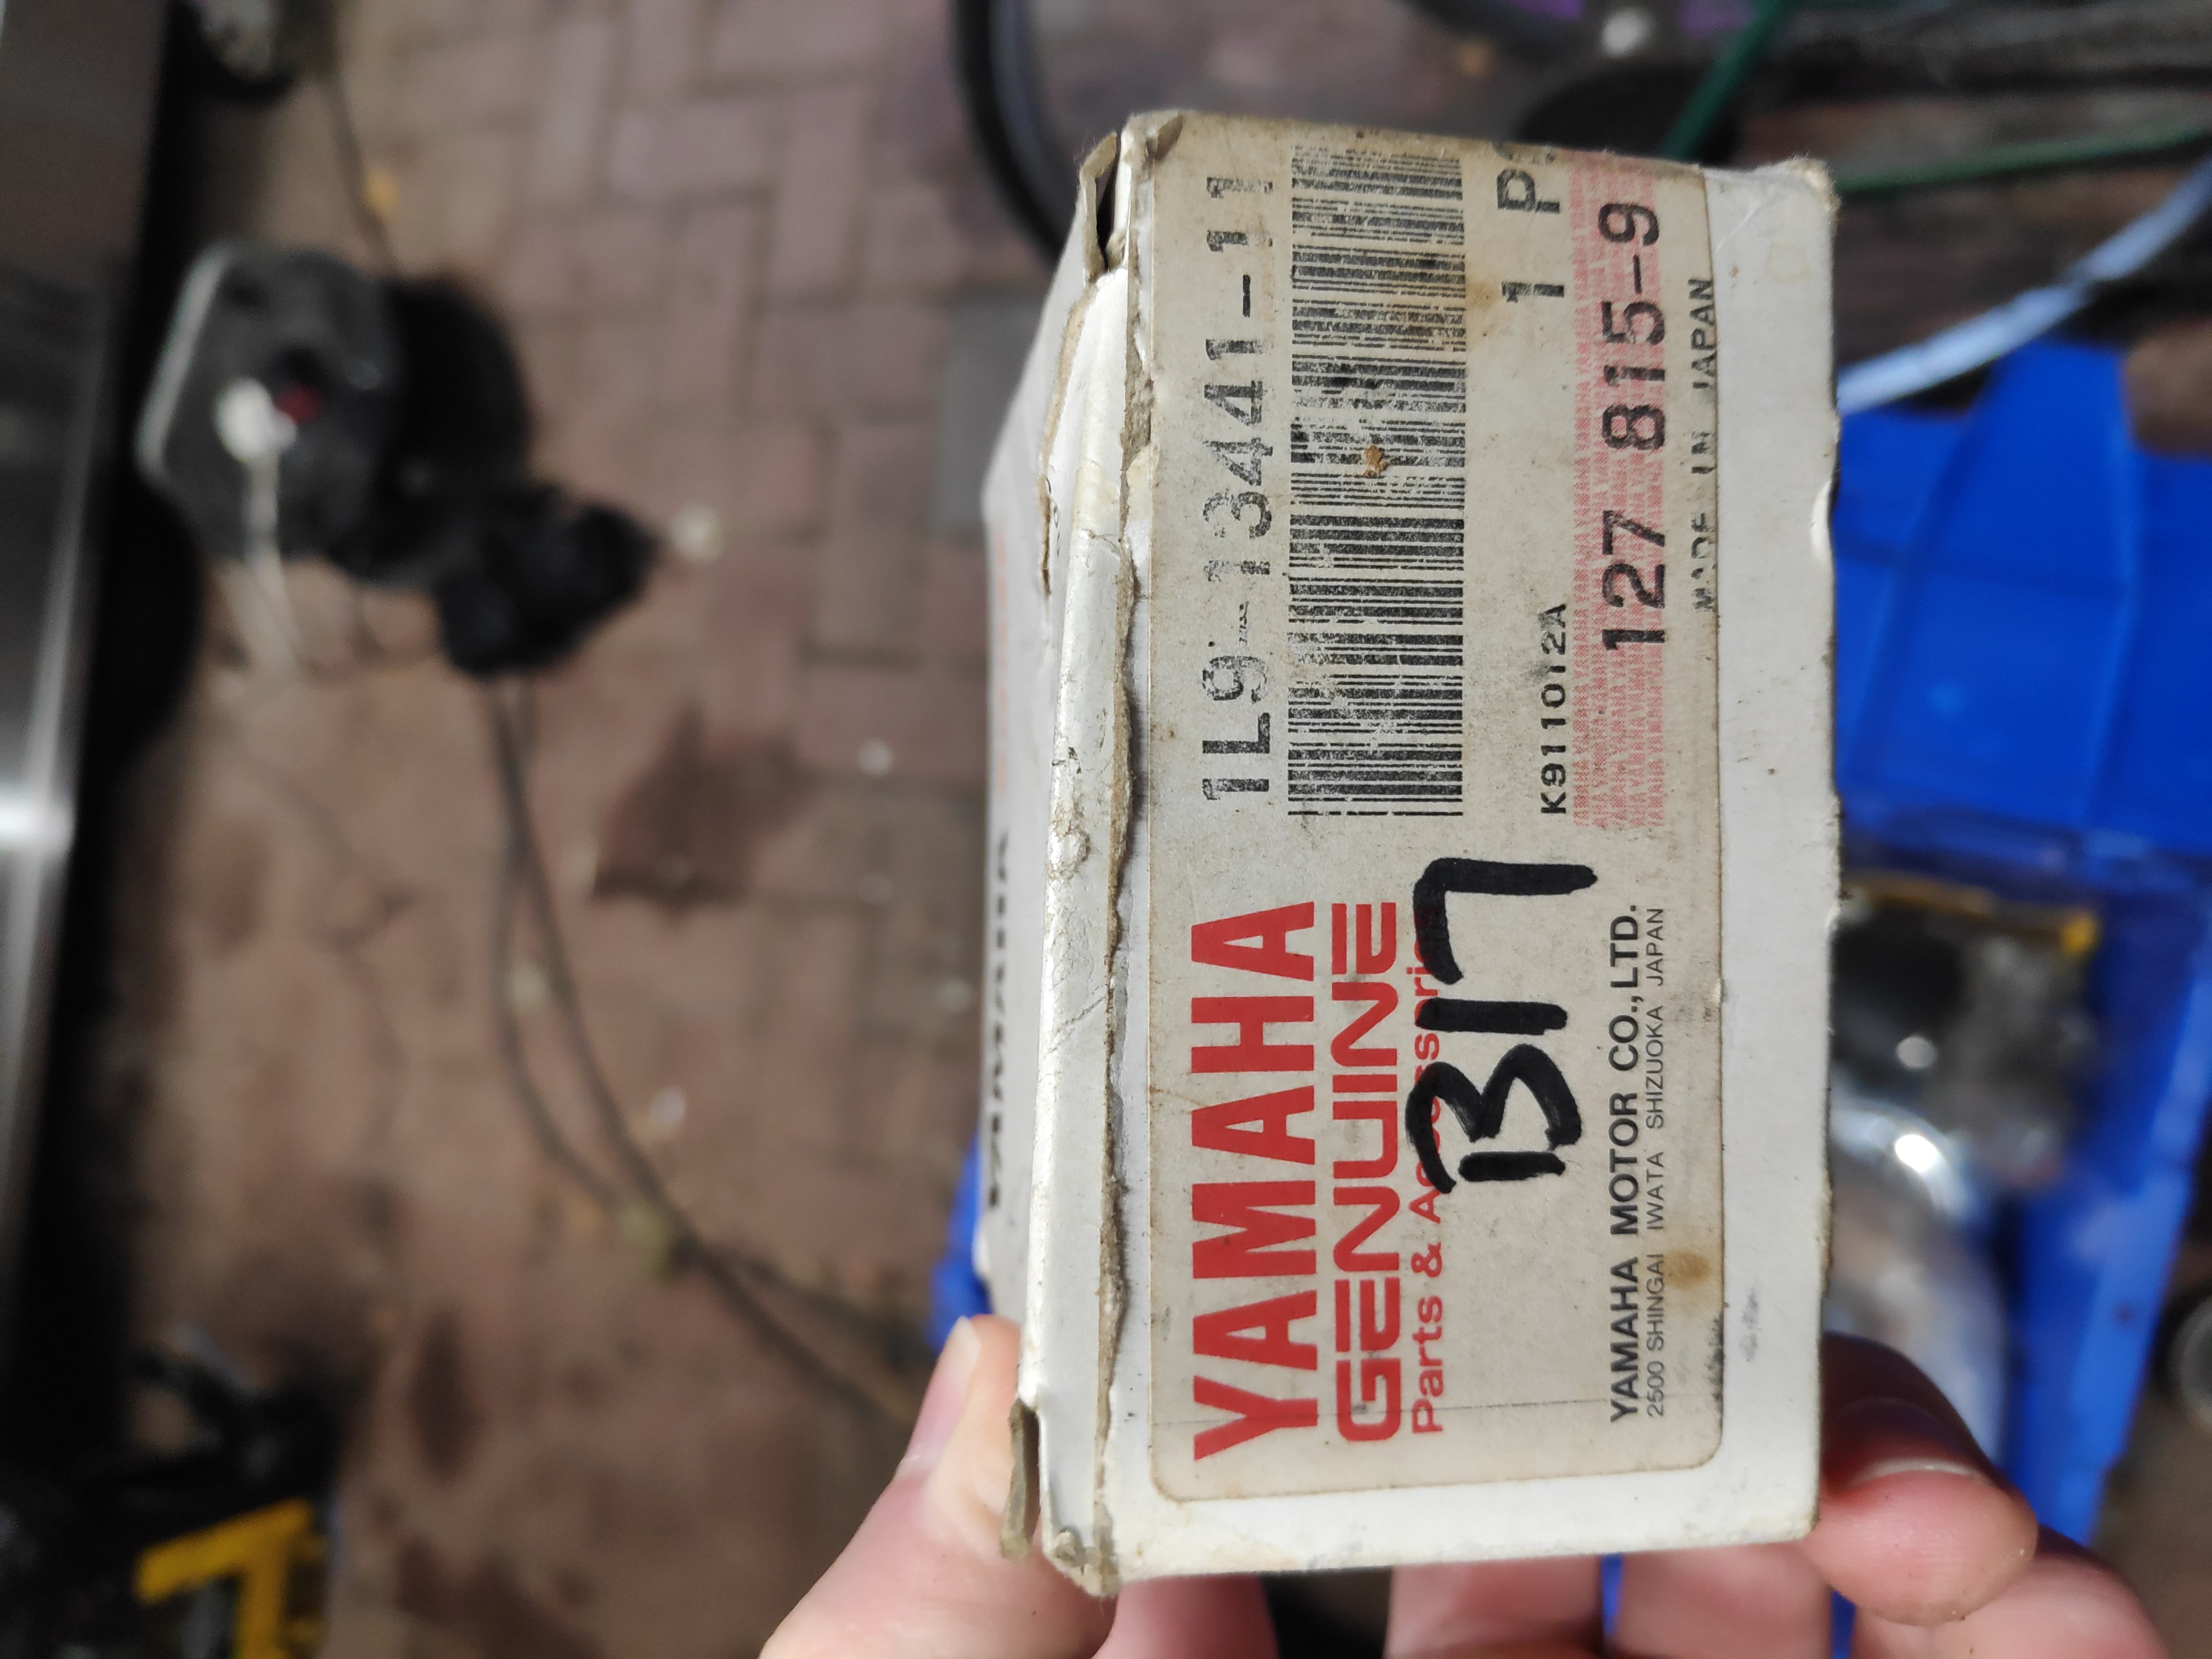 YAMAHA
YAMAHA
GENUINE
Parts & Accessories
B17
YAMAHA MOTOR CO.,LTD.
2500 SHINGAI IWATA SHIZUOKA JAPAN
1L9-13441-11
1 P
K911012A
127 815-9
MADE IN JAPAN